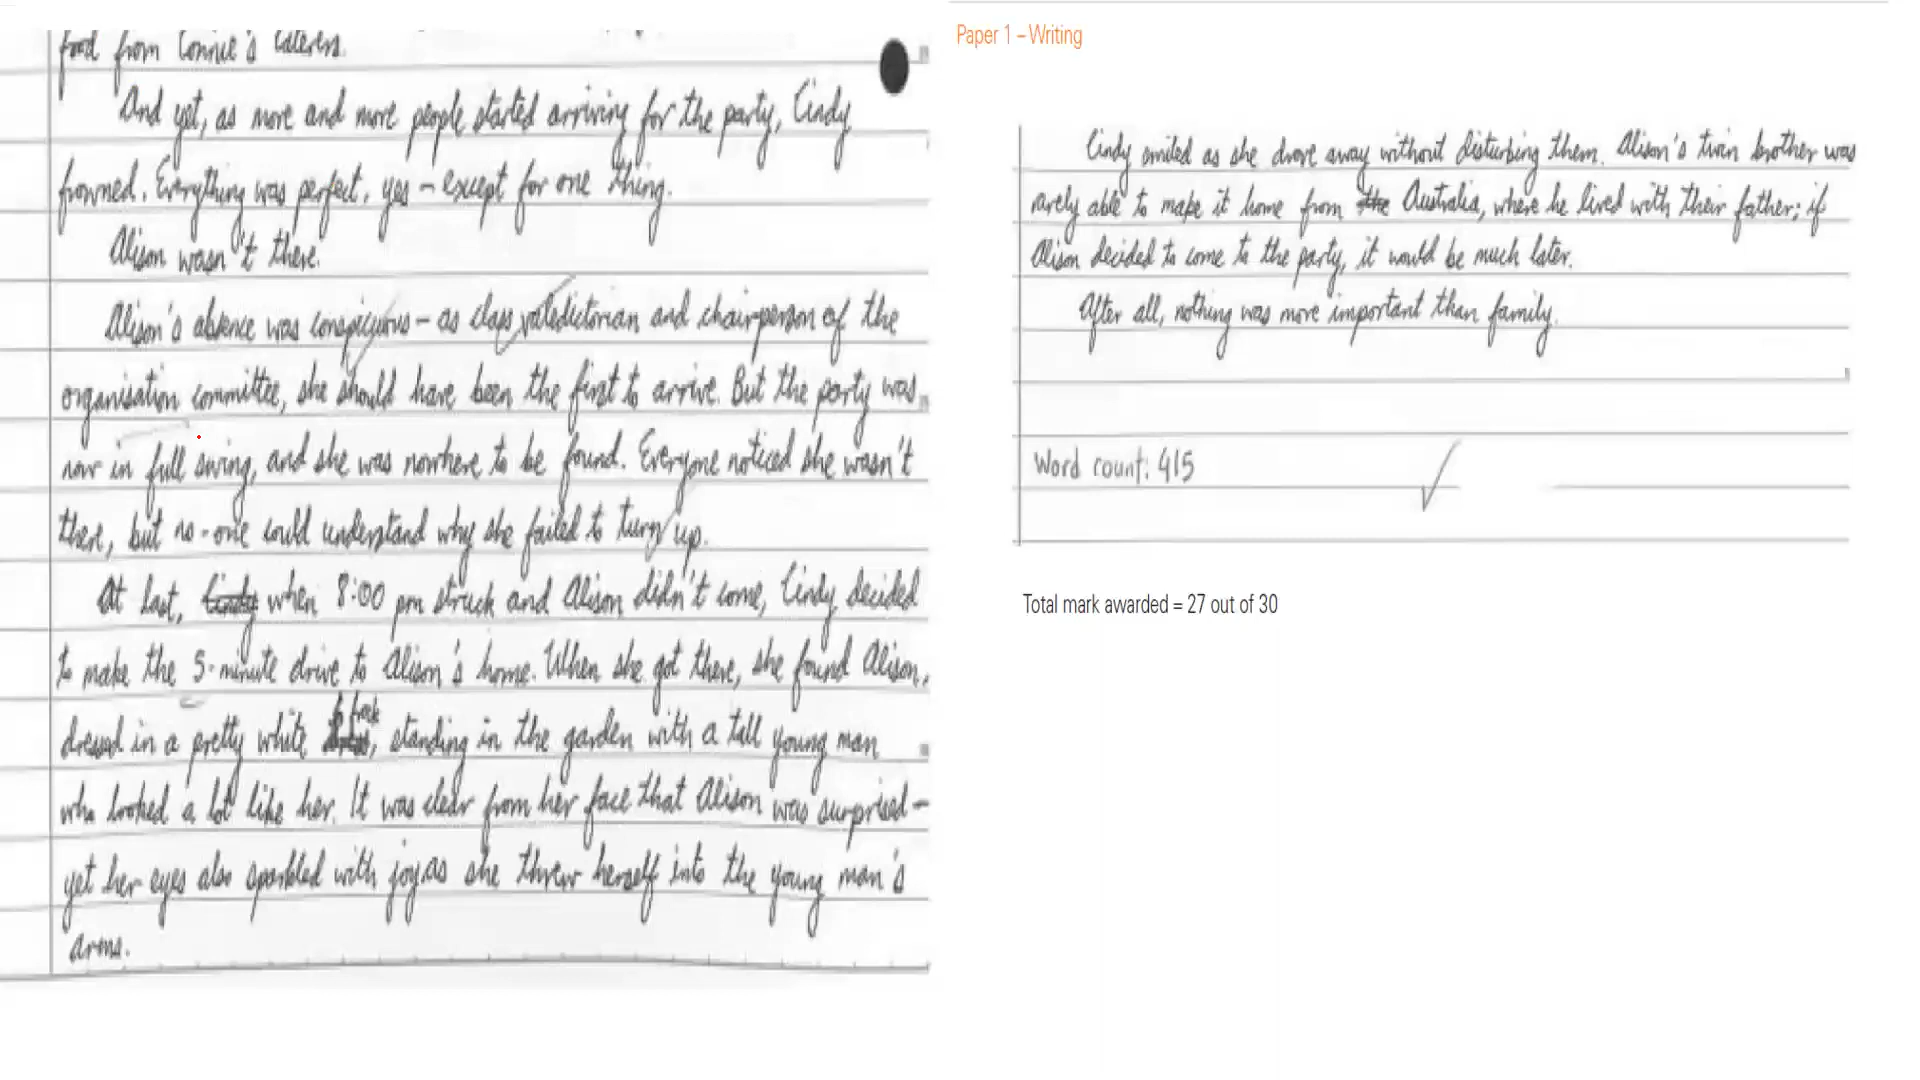 food from Connie's caterers.
And yet, as more and more people started arriving for the party, Cindy
frowned. Everything was perfect, yes – except for one thing.
Alison wasn't there.
Alison's absence was conspicuous – as class valedictorian and chairperson of the
organisation committee, she should have been the first to arrive. But the party was
now in full swing, and she was nowhere to be found. Everyone noticed she wasn't
there, but no-one could understand why she failed to turn up.
At last, Cindy when 8:00 pm struck and Alison didn't come, Cindy decided
to make the 5-minute drive to Alison's home. When she got there, she found Alison,
dressed in a pretty white frock, standing in the garden with a tall young man
who looked a lot like her. It was clear from her face that Alison was surprised –
yet her eyes also sparkled with joy as she threw herself into the young man's
arms.
Paper 1 – Writing
Cindy smiled as she drove away without disturbing them. Alison's twin brother was
rarely able to make it home from the Australia, where he lived with their father; if
Alison decided to come to the party, it would be much later.
After all, nothing was more important than family.
Word count: 415
Total mark awarded = 27 out of 30